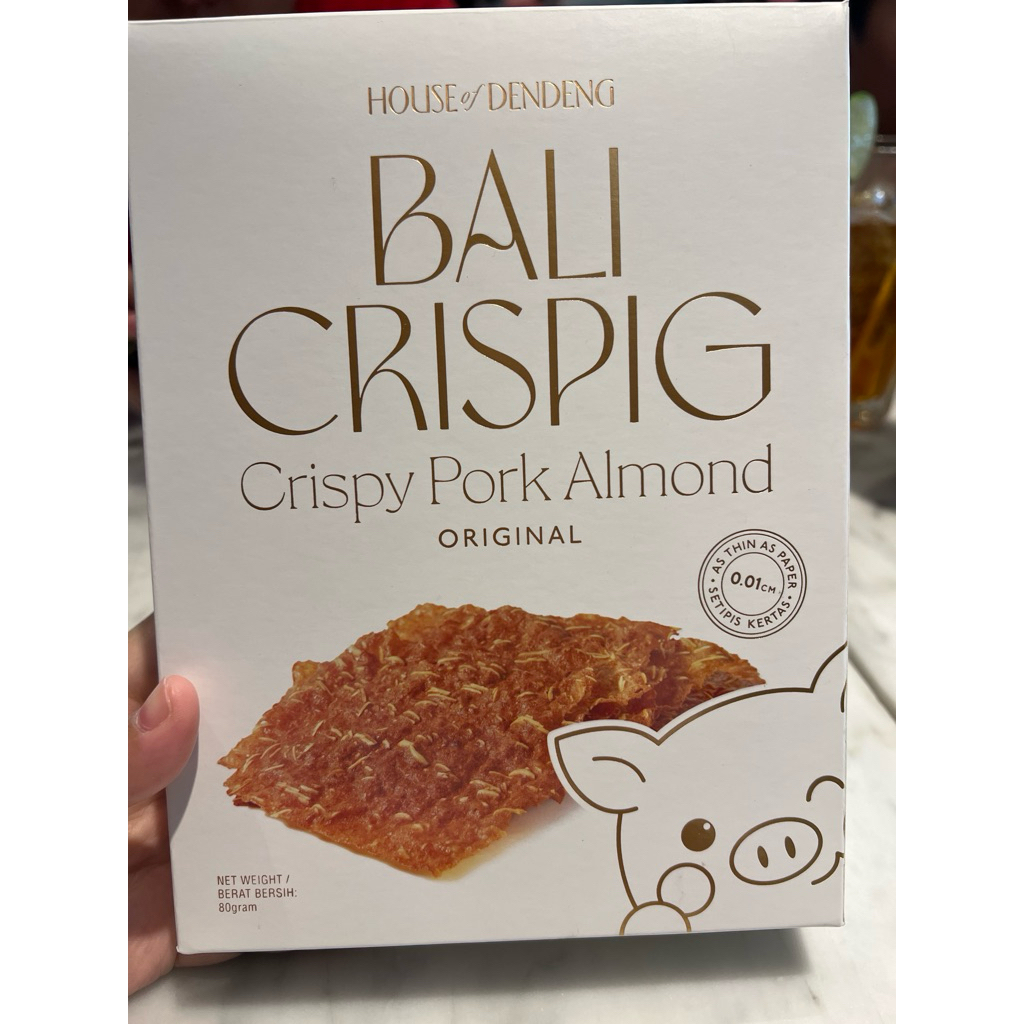 HOUSE of DENDENG
BALI
CRISPIG
Crispy Pork Almond
ORIGINAL
AS THIN AS PAPER
0.01CM
SETIPIS KERTAS
NET WEIGHT /
BERAT BERSIH:
80gram